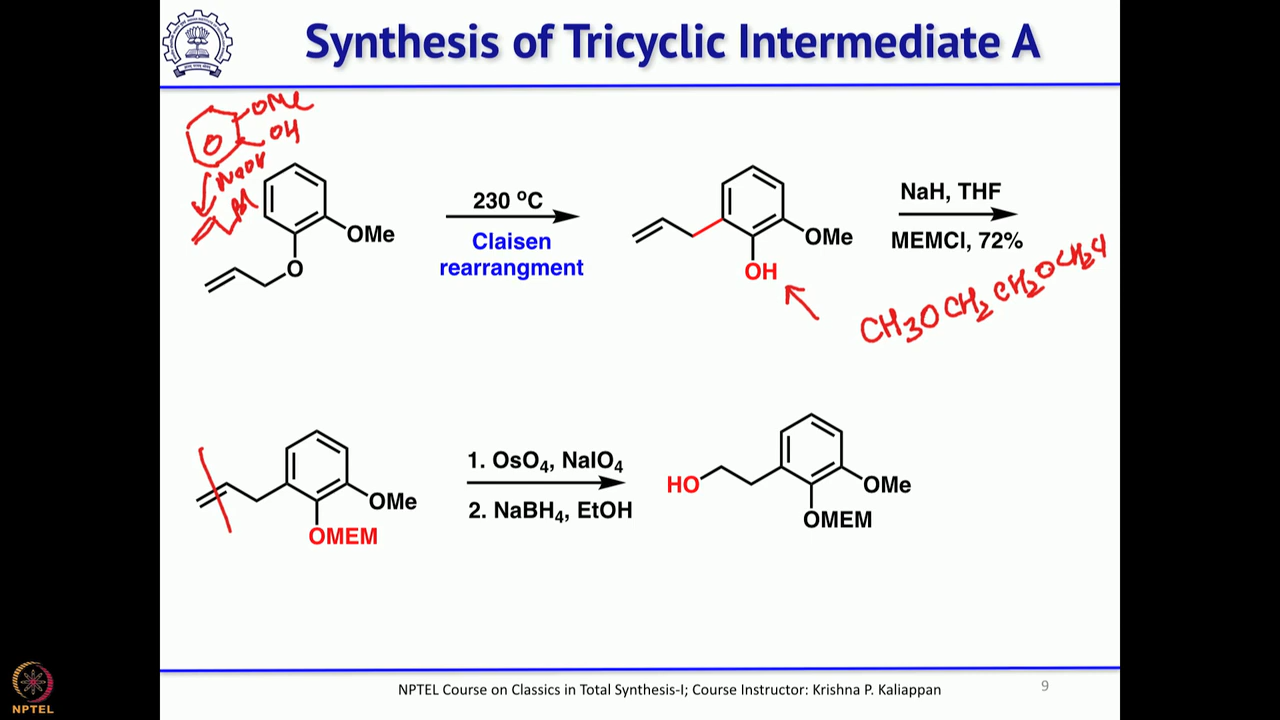 Synthesis of Tricyclic Intermediate A
OMe
OH
O
OMe
230 ºC
Claisen
rearrangment
OMe
OH
NaH, THF
MEMCl, 72%
CH3OCH2CH2OCH2Cl
OMe
OMEM
1. OsO4, NaIO4
2. NaBH4, EtOH
HO
OMe
OMEM
NPTEL Course on Classics in Total Synthesis-I; Course Instructor: Krishna P. Kaliappan
9
NPTEL